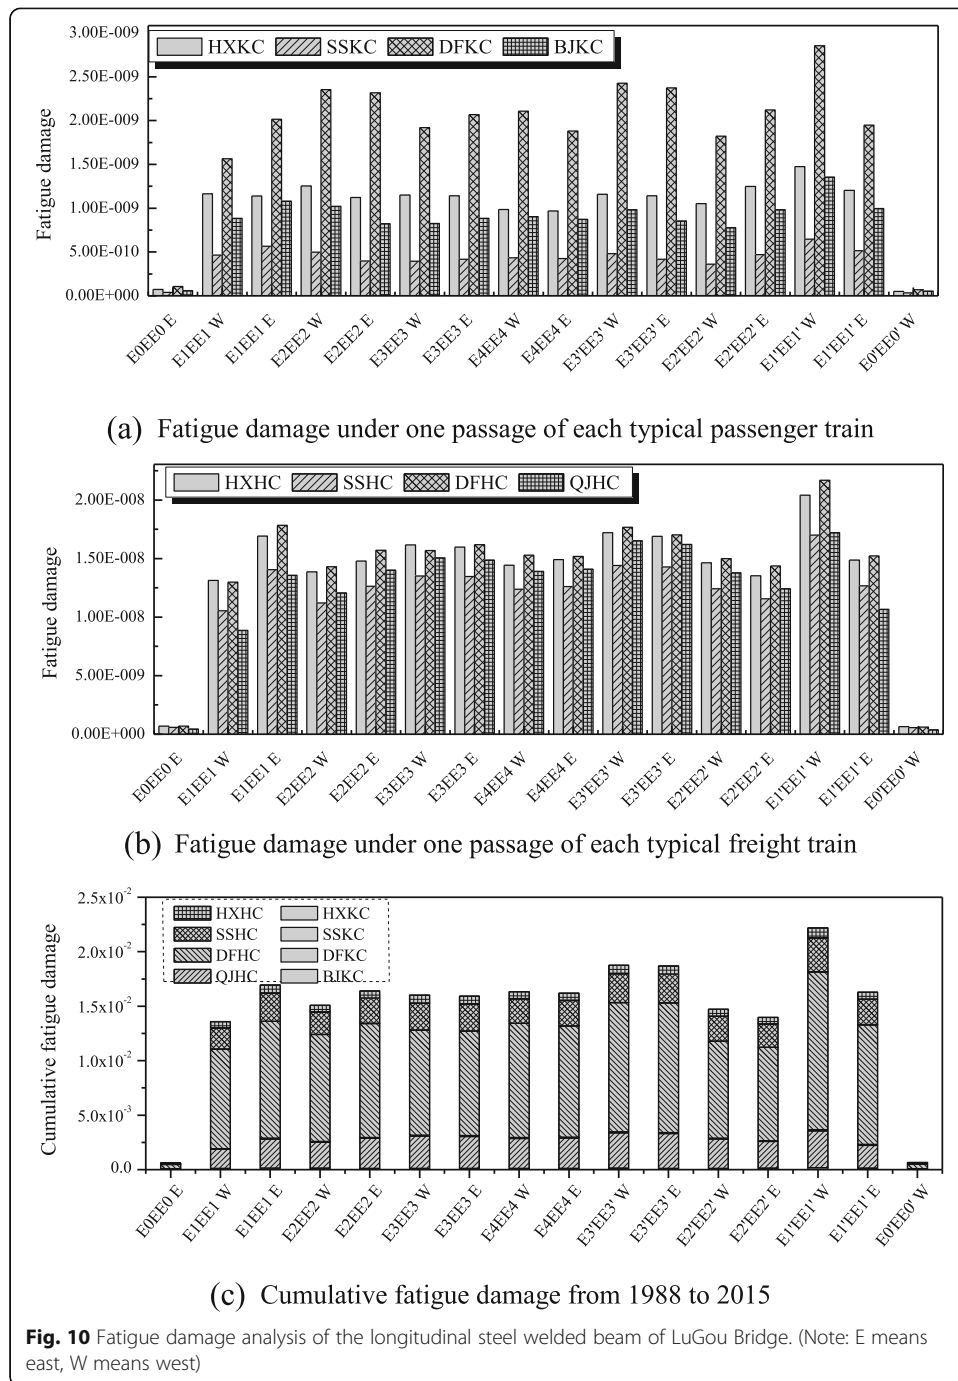 3.00E-009
2.50E-009
2.00E-009
1.50E-009
1.00E-009
5.00E-010
0.00E+000
Fatigue damage
HXKC SSKC DFKC BJKC
E0EE0 E
E1EE1 W
E1EE1 E
E2EE2 W
E2EE2 E
E3EE3 W
E3EE3 E
E4EE4 W
E4EE4 E
E3'EE3' W
E3'EE3' E
E2'EE2' W
E2'EE2' E
E1'EE1' W
E1'EE1' E
E0'EE0' W
(a) Fatigue damage under one passage of each typical passenger train
2.00E-008
1.50E-008
1.00E-008
5.00E-009
0.00E+000
Fatigue damage
HXHC SSHC DFHC QJHC
E0EE0 E
E1EE1 W
E1EE1 E
E2EE2 W
E2EE2 E
E3EE3 W
E3EE3 E
E4EE4 W
E4EE4 E
E3'EE3' W
E3'EE3' E
E2'EE2' W
E2'EE2' E
E1'EE1' W
E1'EE1' E
E0'EE0' W
(b) Fatigue damage under one passage of each typical freight train
2.5x10⁻²
2.0x10⁻²
1.5x10⁻²
1.0x10⁻²
5.0x10⁻³
0.0
Cumulative fatigue damage
HXHC HXKC
SSHC SSKC
DFHC DFKC
QJHC BJKC
E0EE0 E
E1EE1 W
E1EE1 E
E2EE2 W
E2EE2 E
E3EE3 W
E3EE3 E
E4EE4 W
E4EE4 E
E3'EE3' W
E3'EE3' E
E2'EE2' W
E2'EE2' E
E1'EE1' W
E1'EE1' E
E0'EE0' W
(c) Cumulative fatigue damage from 1988 to 2015
Fig. 10 Fatigue damage analysis of the longitudinal steel welded beam of LuGou Bridge. (Note: E means
east, W means west)